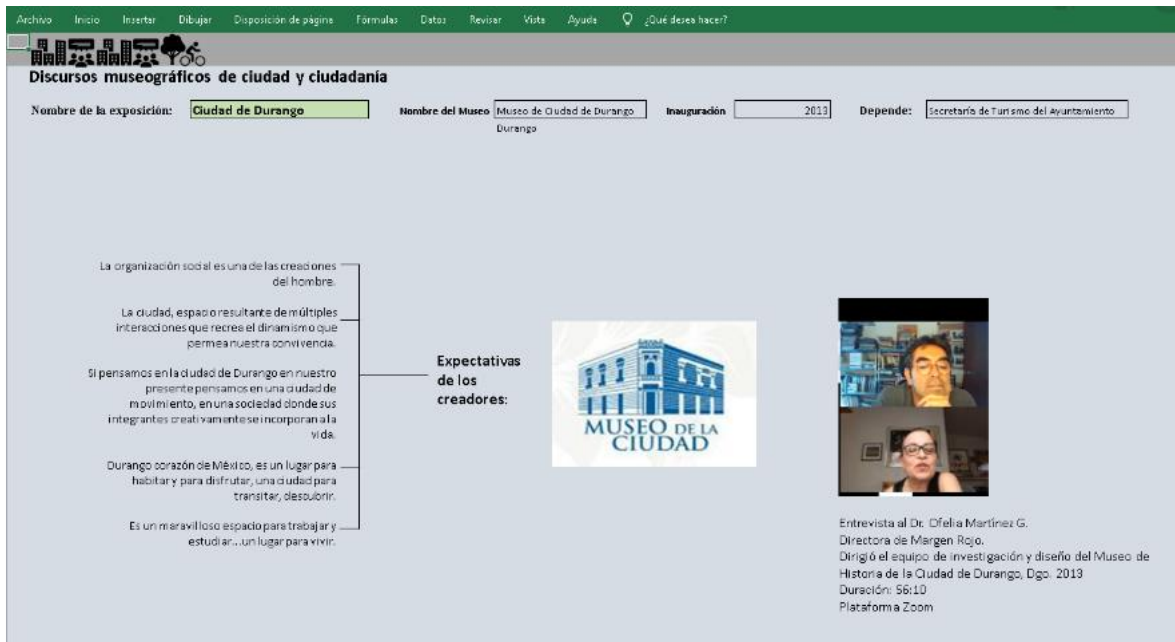 Archivo Inicio Insertar Dibujar Disposición de página Fórmulas Datos Revisar Vista Ayuda ¿Qué desea hacer?
Discursos museográficos de ciudad y ciudadanía
Nombre de la exposición: Ciudad de Durango Nombre del Museo Museo de Ciudad de Durango Inauguración 2013 Depende: Secretaría de Turismo del Ayuntamiento
Durango
La organización social es una de las creaciones
del hombre.
La ciudad, espacio resultante de múltiples
interacciones que recrea el dinamismo que
permea nuestra convivencia.
Si pensamos en la ciudad de Durango en nuestro
presente pensamos en una ciudad de
movimiento, en una sociedad donde sus
integrantes creativamente se incorporan a la
vida.
Durango corazón de México, es un lugar para
habitar y para disfrutar, una ciudad para
transitar, descubrir.
Es un maravilloso espacio para trabajar y
estudiar...un lugar para vivir.
Expectativas
de los
creadores:
MUSEO DE LA
CIUDAD
Entrevista al Dr. Ofelia Martínez G.
Directora de Margen Rojo.
Dirigió el equipo de investigación y diseño del Museo de
Historia de la Ciudad de Durango, Dgo. 2013
Duración: 56:10
Plataforma Zoom